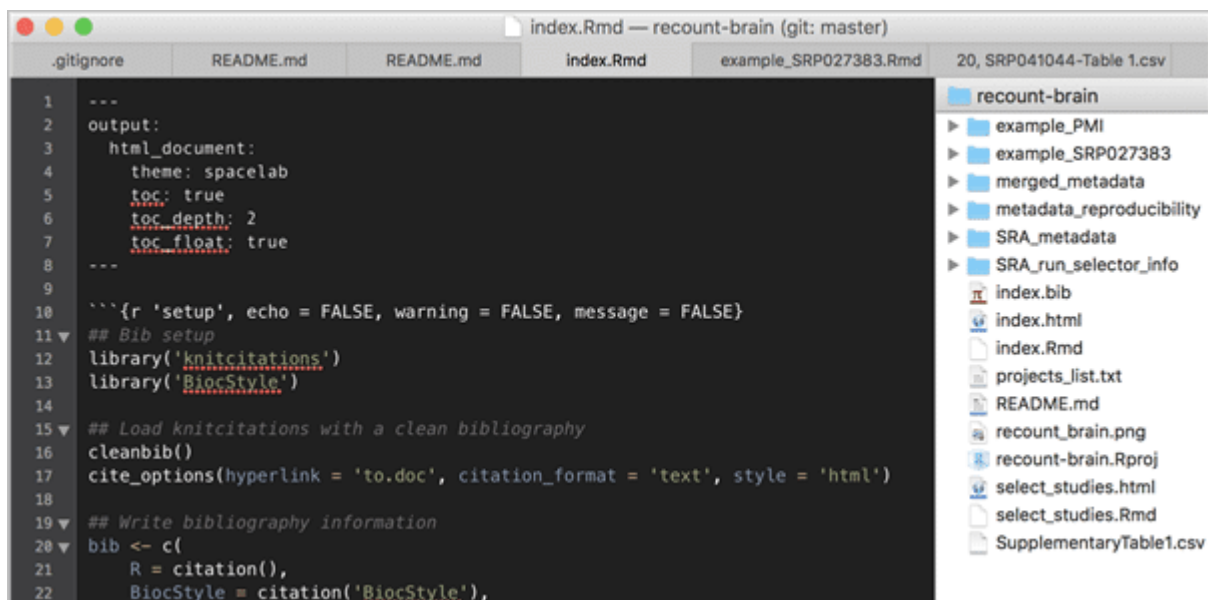 index.Rmd — recount-brain (git: master)
.gitignore README.md README.md index.Rmd example_SRP027383.Rmd 20, SRP041044-Table 1.csv
1 ---
2 output:
3   html_document:
4     theme: spacelab
5     toc: true
6     toc_depth: 2
7     toc_float: true
8 ---
9
10 ```{r 'setup', echo = FALSE, warning = FALSE, message = FALSE}
11 ## Bib setup
12 library('knitcitations')
13 library('BiocStyle')
14
15 ## Load knitcitations with a clean bibliography
16 cleanbib()
17 cite_options(hyperlink = 'to.doc', citation_format = 'text', style = 'html')
18
19 ## Write bibliography information
20 bib <- c(
21     R = citation(),
22     BiocStyle = citation('BiocStyle'),
recount-brain
example_PMI
example_SRP027383
merged_metadata
metadata_reproducibility
SRA_metadata
SRA_run_selector_info
index.bib
index.html
index.Rmd
projects_list.txt
README.md
recount_brain.png
recount-brain.Rproj
select_studies.html
select_studies.Rmd
SupplementaryTable1.csv